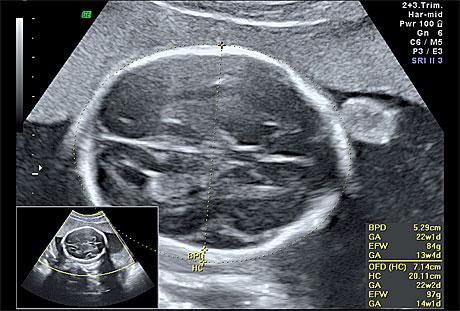 GE
2+3.Trim.
Har-mid
Pwr 100 Ω
Gn 6
C6 / M5
P3 / E3
SRI II 3
BPD
HC
BPD 5.29cm
GA 22w1d
EFW 84g
GA 13w4d
OFD (HC) 7.14cm
HC 20.11cm
GA 22w2d
EFW 97g
GA 14w1d